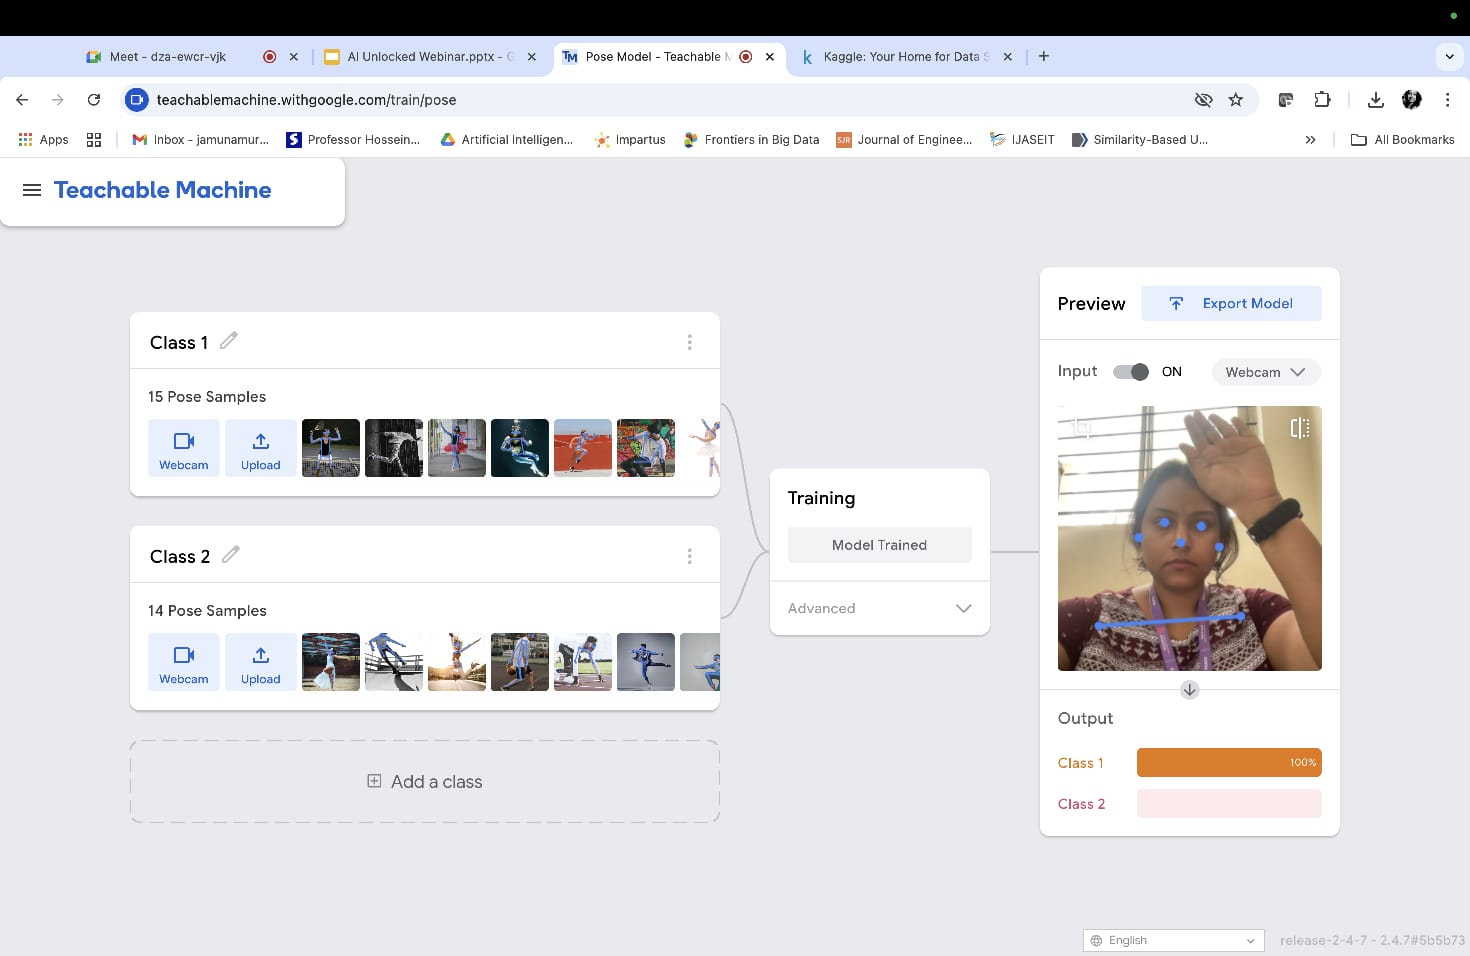 Meet - dza-ewcr-vjk
AI Unlocked Webinar.pptx - G
Pose Model - Teachable M
Kaggle: Your Home for Data S
teachablemachine.withgoogle.com/train/pose
Apps
Inbox - jamunamur...
Professor Hossein...
Artificial Intelligen...
Impartus
Frontiers in Big Data
SJR
Journal of Enginee...
IJASEIT
Similarity-Based U...
All Bookmarks
Teachable Machine
Class 1
15 Pose Samples
Webcam
Upload
Class 2
14 Pose Samples
Webcam
Upload
Add a class
Training
Model Trained
Advanced
Preview
Export Model
Input
ON
Webcam
Output
Class 1
100%
Class 2
English
release-2-4-7 - 2.4.7#5b5b73